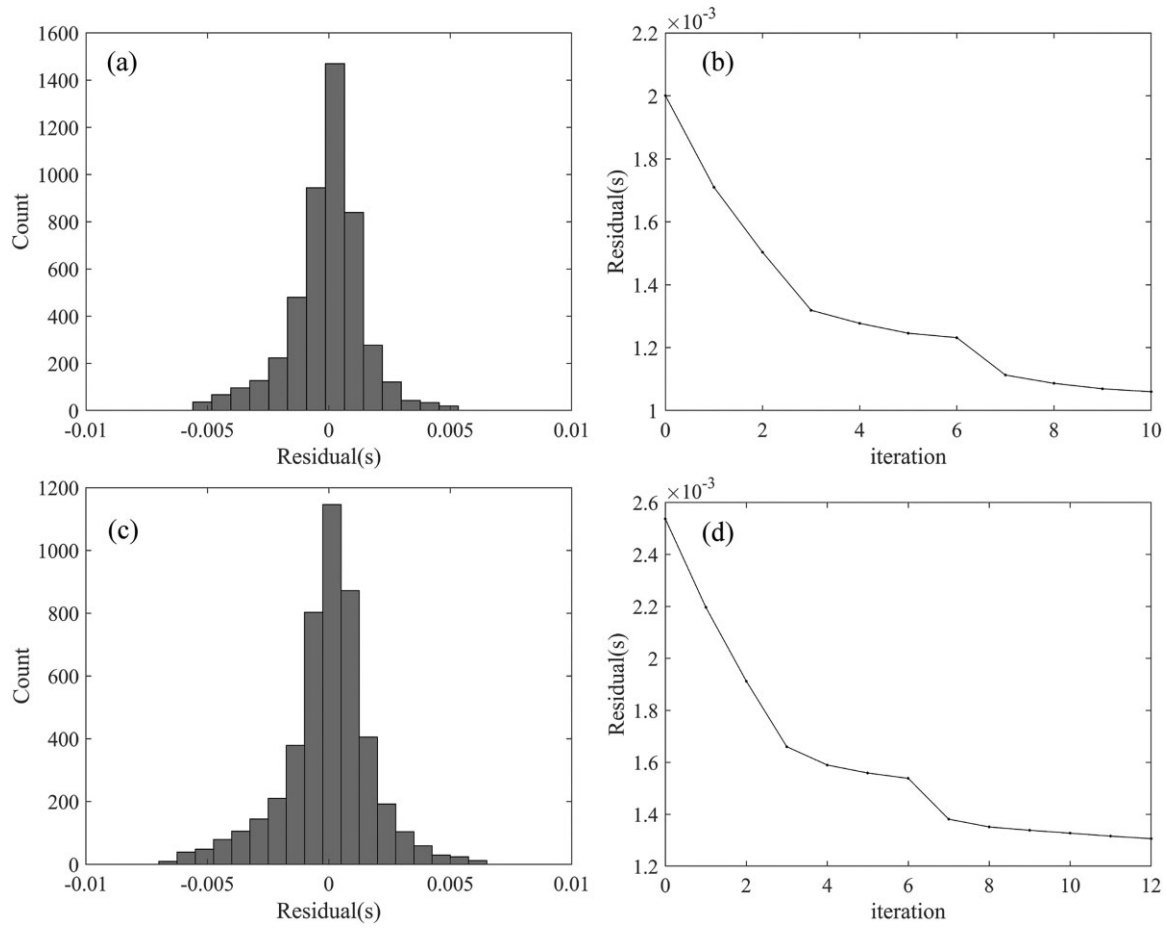 (a)
1600
1400
1200
1000
800
600
400
200
0
Count
-0.01 -0.005 0 0.005 0.01
Residual(s)
(b)
×10-3
2.2
2
1.8
1.6
1.4
1.2
1
Residual(s)
0 2 4 6 8 10
iteration
(c)
1200
1000
800
600
400
200
0
Count
-0.01 -0.005 0 0.005 0.01
Residual(s)
(d)
×10-3
2.6
2.4
2.2
2
1.8
1.6
1.4
1.2
Residual(s)
0 2 4 6 8 10 12
iteration